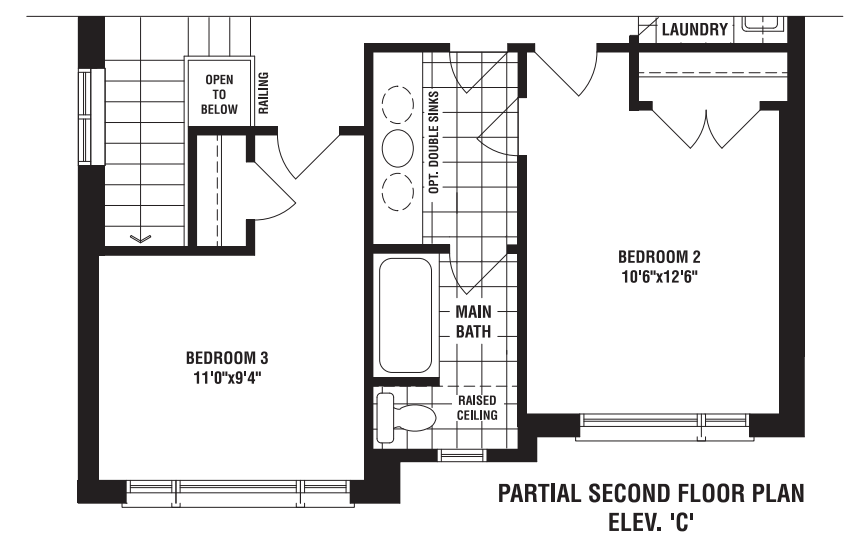 LAUNDRY
OPEN
TO
BELOW
RAILING
OPT. DOUBLE SINKS
BEDROOM 2
10'6"x12'6"
MAIN
BATH
BEDROOM 3
11'0"x9'4"
RAISED
CEILING
PARTIAL SECOND FLOOR PLAN
ELEV. 'C'